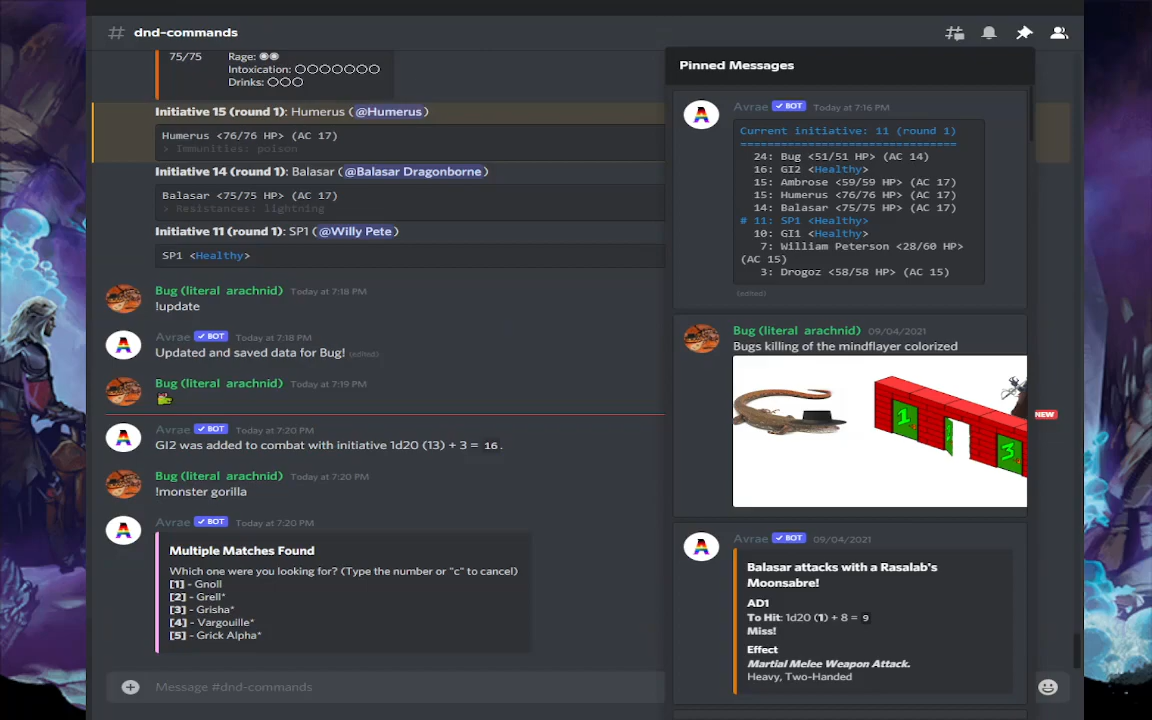 dnd-commands
75/75
Rage:
Intoxication:
Drinks:
Initiative 15 (round 1): Humerus (@Humerus)
Humerus <76/76 HP> (AC 17)
> Immunities: poison
Initiative 14 (round 1): Balasar (@Balasar Dragonborne)
Balasar <75/75 HP> (AC 17)
> Resistances: lightning
Initiative 11 (round 1): SP1 (@Willy Pete)
SP1 <Healthy>
Bug (literal arachnid) Today at 7:18 PM
!update
Avrae BOT Today at 7:18 PM
Updated and saved data for Bug! (edited)
Bug (literal arachnid) Today at 7:19 PM
Avrae BOT Today at 7:20 PM
GI2 was added to combat with initiative 1d20 (13) + 3 = 16.
Bug (literal arachnid) Today at 7:20 PM
!monster gorilla
Avrae BOT Today at 7:20 PM
Multiple Matches Found
Which one were you looking for? (Type the number or "c" to cancel)
[1] - Gnoll
[2] - Grell*
[3] - Grisha*
[4] - Vargouille*
[5] - Grick Alpha*
Message #dnd-commands
Pinned Messages
Avrae BOT Today at 7:16 PM
Current initiative: 11 (round 1)
===============================
24: Bug <51/51 HP> (AC 14)
16: GI2 <Healthy>
15: Ambrose <59/59 HP> (AC 17)
15: Humerus <76/76 HP> (AC 17)
14: Balasar <75/75 HP> (AC 17)
# 11: SP1 <Healthy>
10: GI1 <Healthy>
7: William Peterson <28/60 HP>
(AC 15)
3: Drogoz <58/58 HP> (AC 15)
(edited)
Bug (literal arachnid) 09/04/2021
Bugs killing of the mindflayer colorized
1
3
NEW
Avrae BOT 09/04/2021
Balasar attacks with a Rasalab's
Moonsabre!
AD1
To Hit: 1d20 (1) + 8 = 9
Miss!
Effect
Martial Melee Weapon Attack.
Heavy, Two-Handed